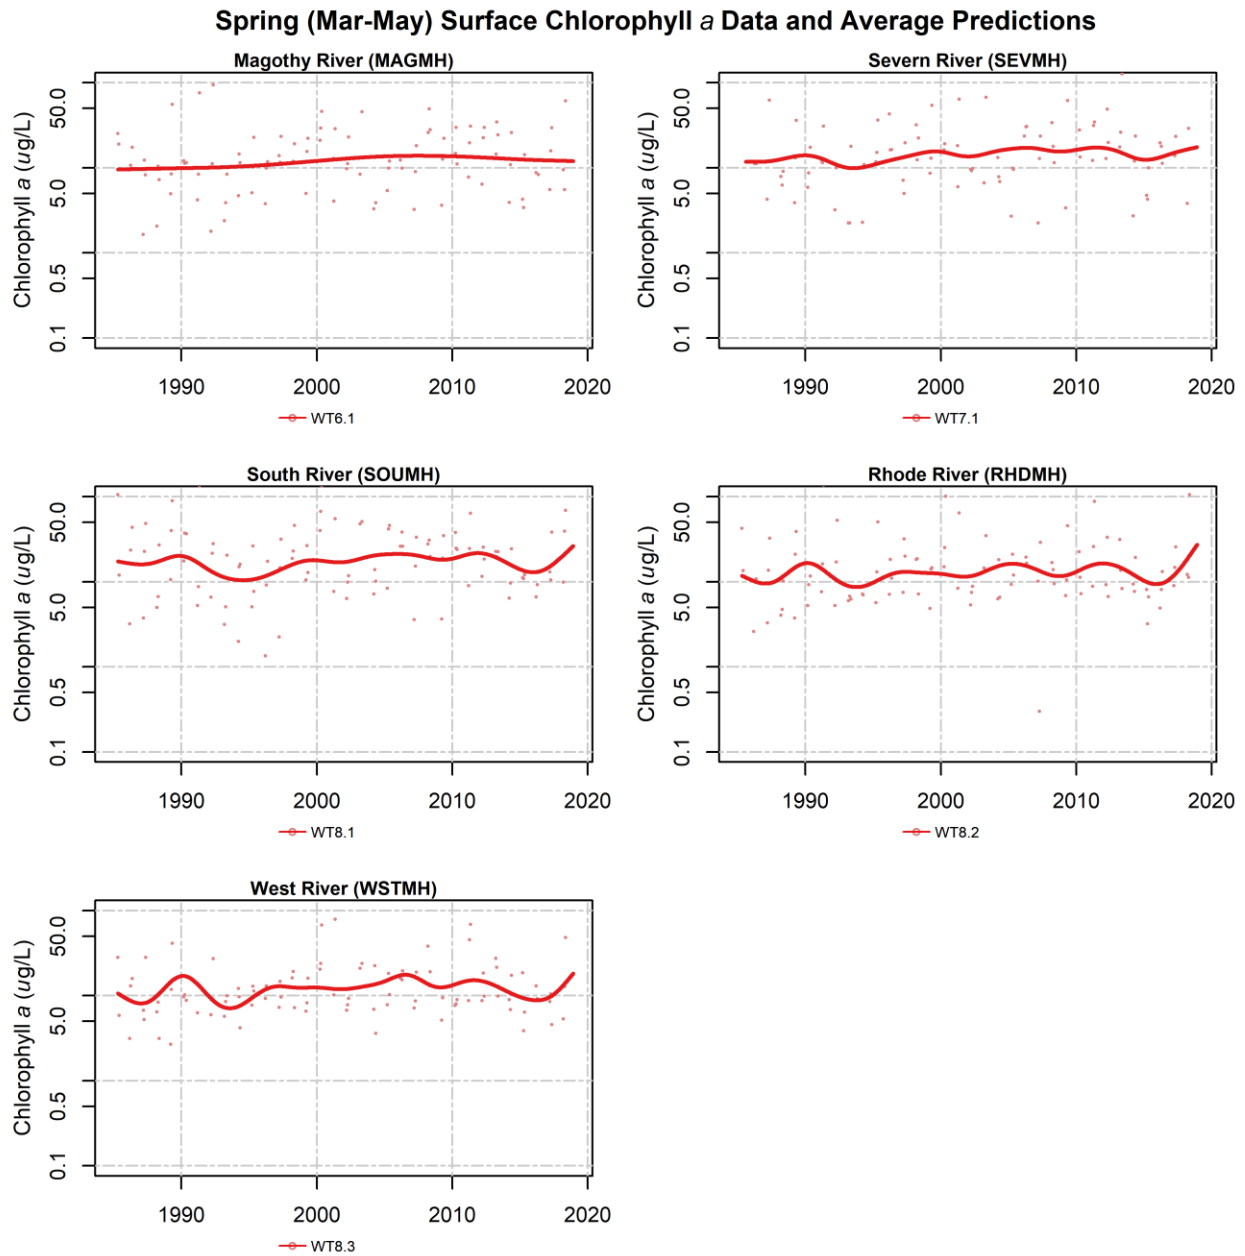 Spring (Mar-May) Surface Chlorophyll a Data and Average Predictions
Magothy River (MAGMH)
Chlorophyll a (ug/L)
50.0
5.0
0.5
0.1
1990 2000 2010 2020
WT6.1
Severn River (SEVMH)
Chlorophyll a (ug/L)
50.0
5.0
0.5
0.1
1990 2000 2010 2020
WT7.1
South River (SOUMH)
Chlorophyll a (ug/L)
50.0
5.0
0.5
0.1
1990 2000 2010 2020
WT8.1
Rhode River (RHDMH)
Chlorophyll a (ug/L)
50.0
5.0
0.5
0.1
1990 2000 2010 2020
WT8.2
West River (WSTMH)
Chlorophyll a (ug/L)
50.0
5.0
0.5
0.1
1990 2000 2010 2020
WT8.3